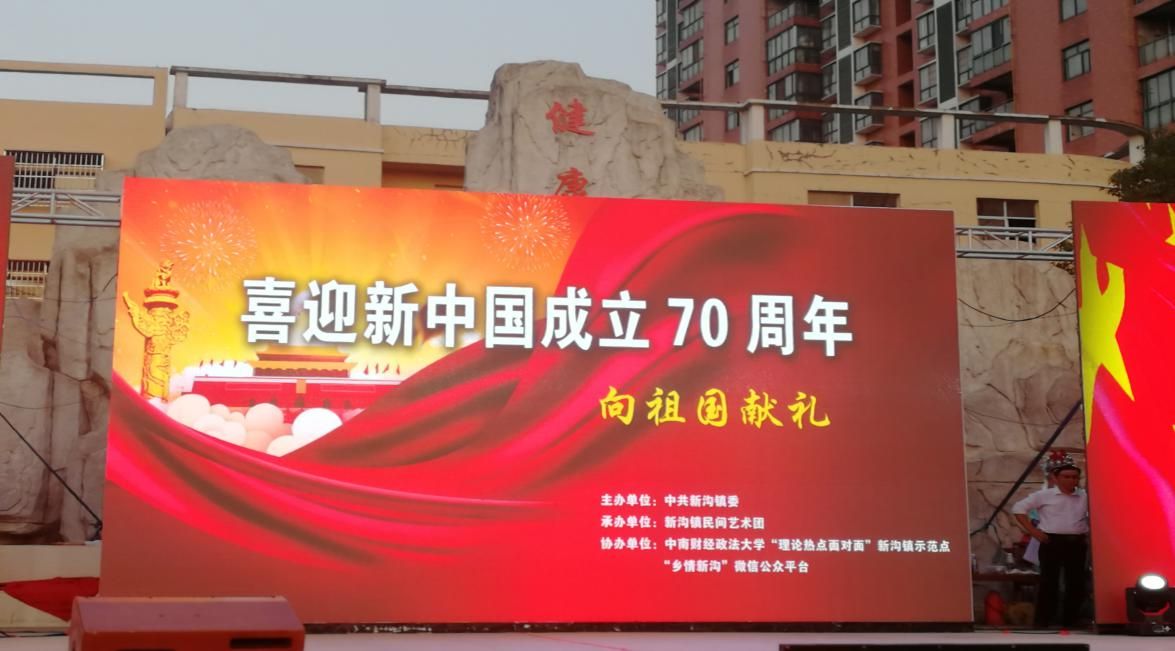 健
康
喜迎新中国成立70周年
向祖国献礼
主办单位：中共新沟镇委
承办单位：新沟镇民间艺术团
协办单位：中南财经政法大学“理论热点面对面”新沟镇示范点
“乡情新沟”微信公众平台